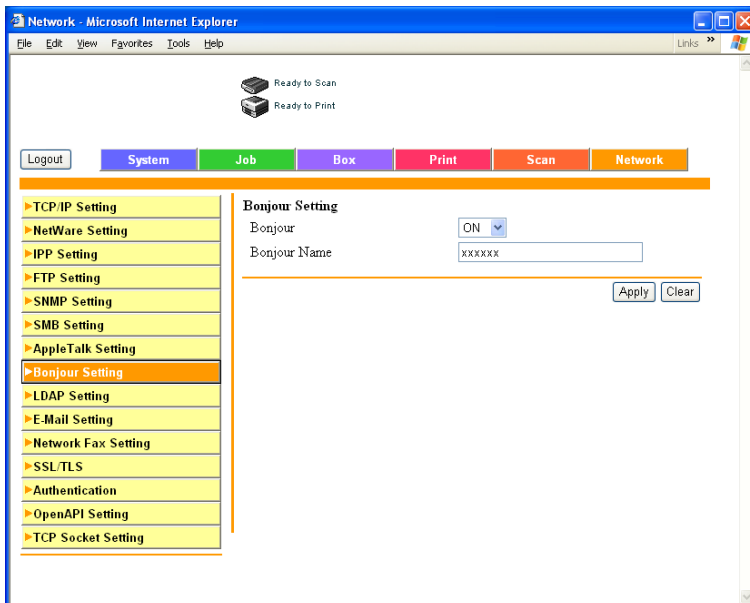 Network - Microsoft Internet Explorer
File Edit View Favorites Tools Help
Links »
Ready to Scan
Ready to Print
Logout System Job Box Print Scan Network
TCP/IP Setting
NetWare Setting
IPP Setting
FTP Setting
SNMP Setting
SMB Setting
AppleTalk Setting
Bonjour Setting
LDAP Setting
E-Mail Setting
Network Fax Setting
SSL/TLS
Authentication
OpenAPI Setting
TCP Socket Setting
Bonjour Setting
Bonjour ON
Bonjour Name xxxxxx
Apply Clear